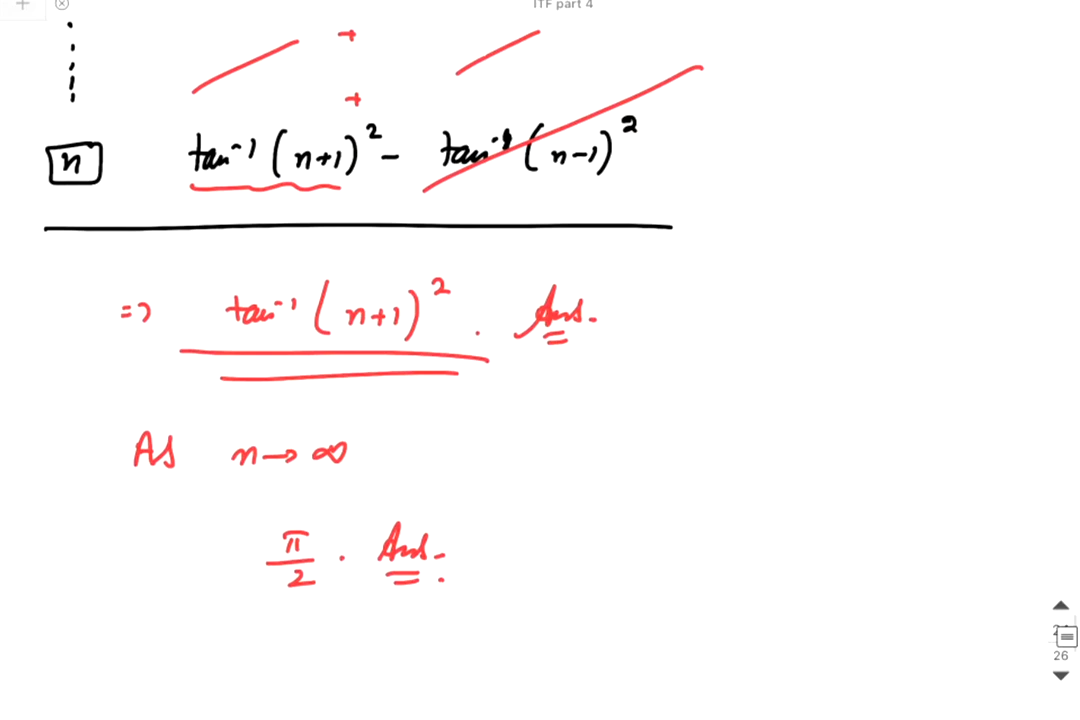 ITF part 4
n tan⁻¹(n+1)² - tan⁻¹(n-1)²
=> tan⁻¹(n+1)². Ans.
As n→∞
π/2. Ans.
26